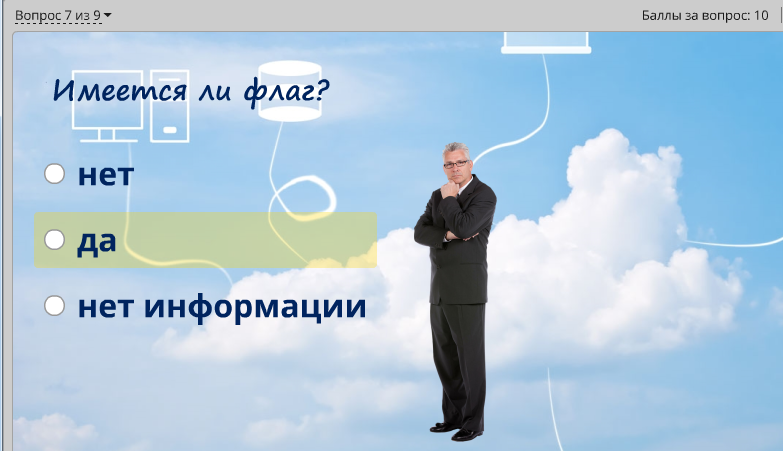 Вопрос 7 из 9
Баллы за вопрос: 10
Имеется ли флаг?
нет
да
нет информации